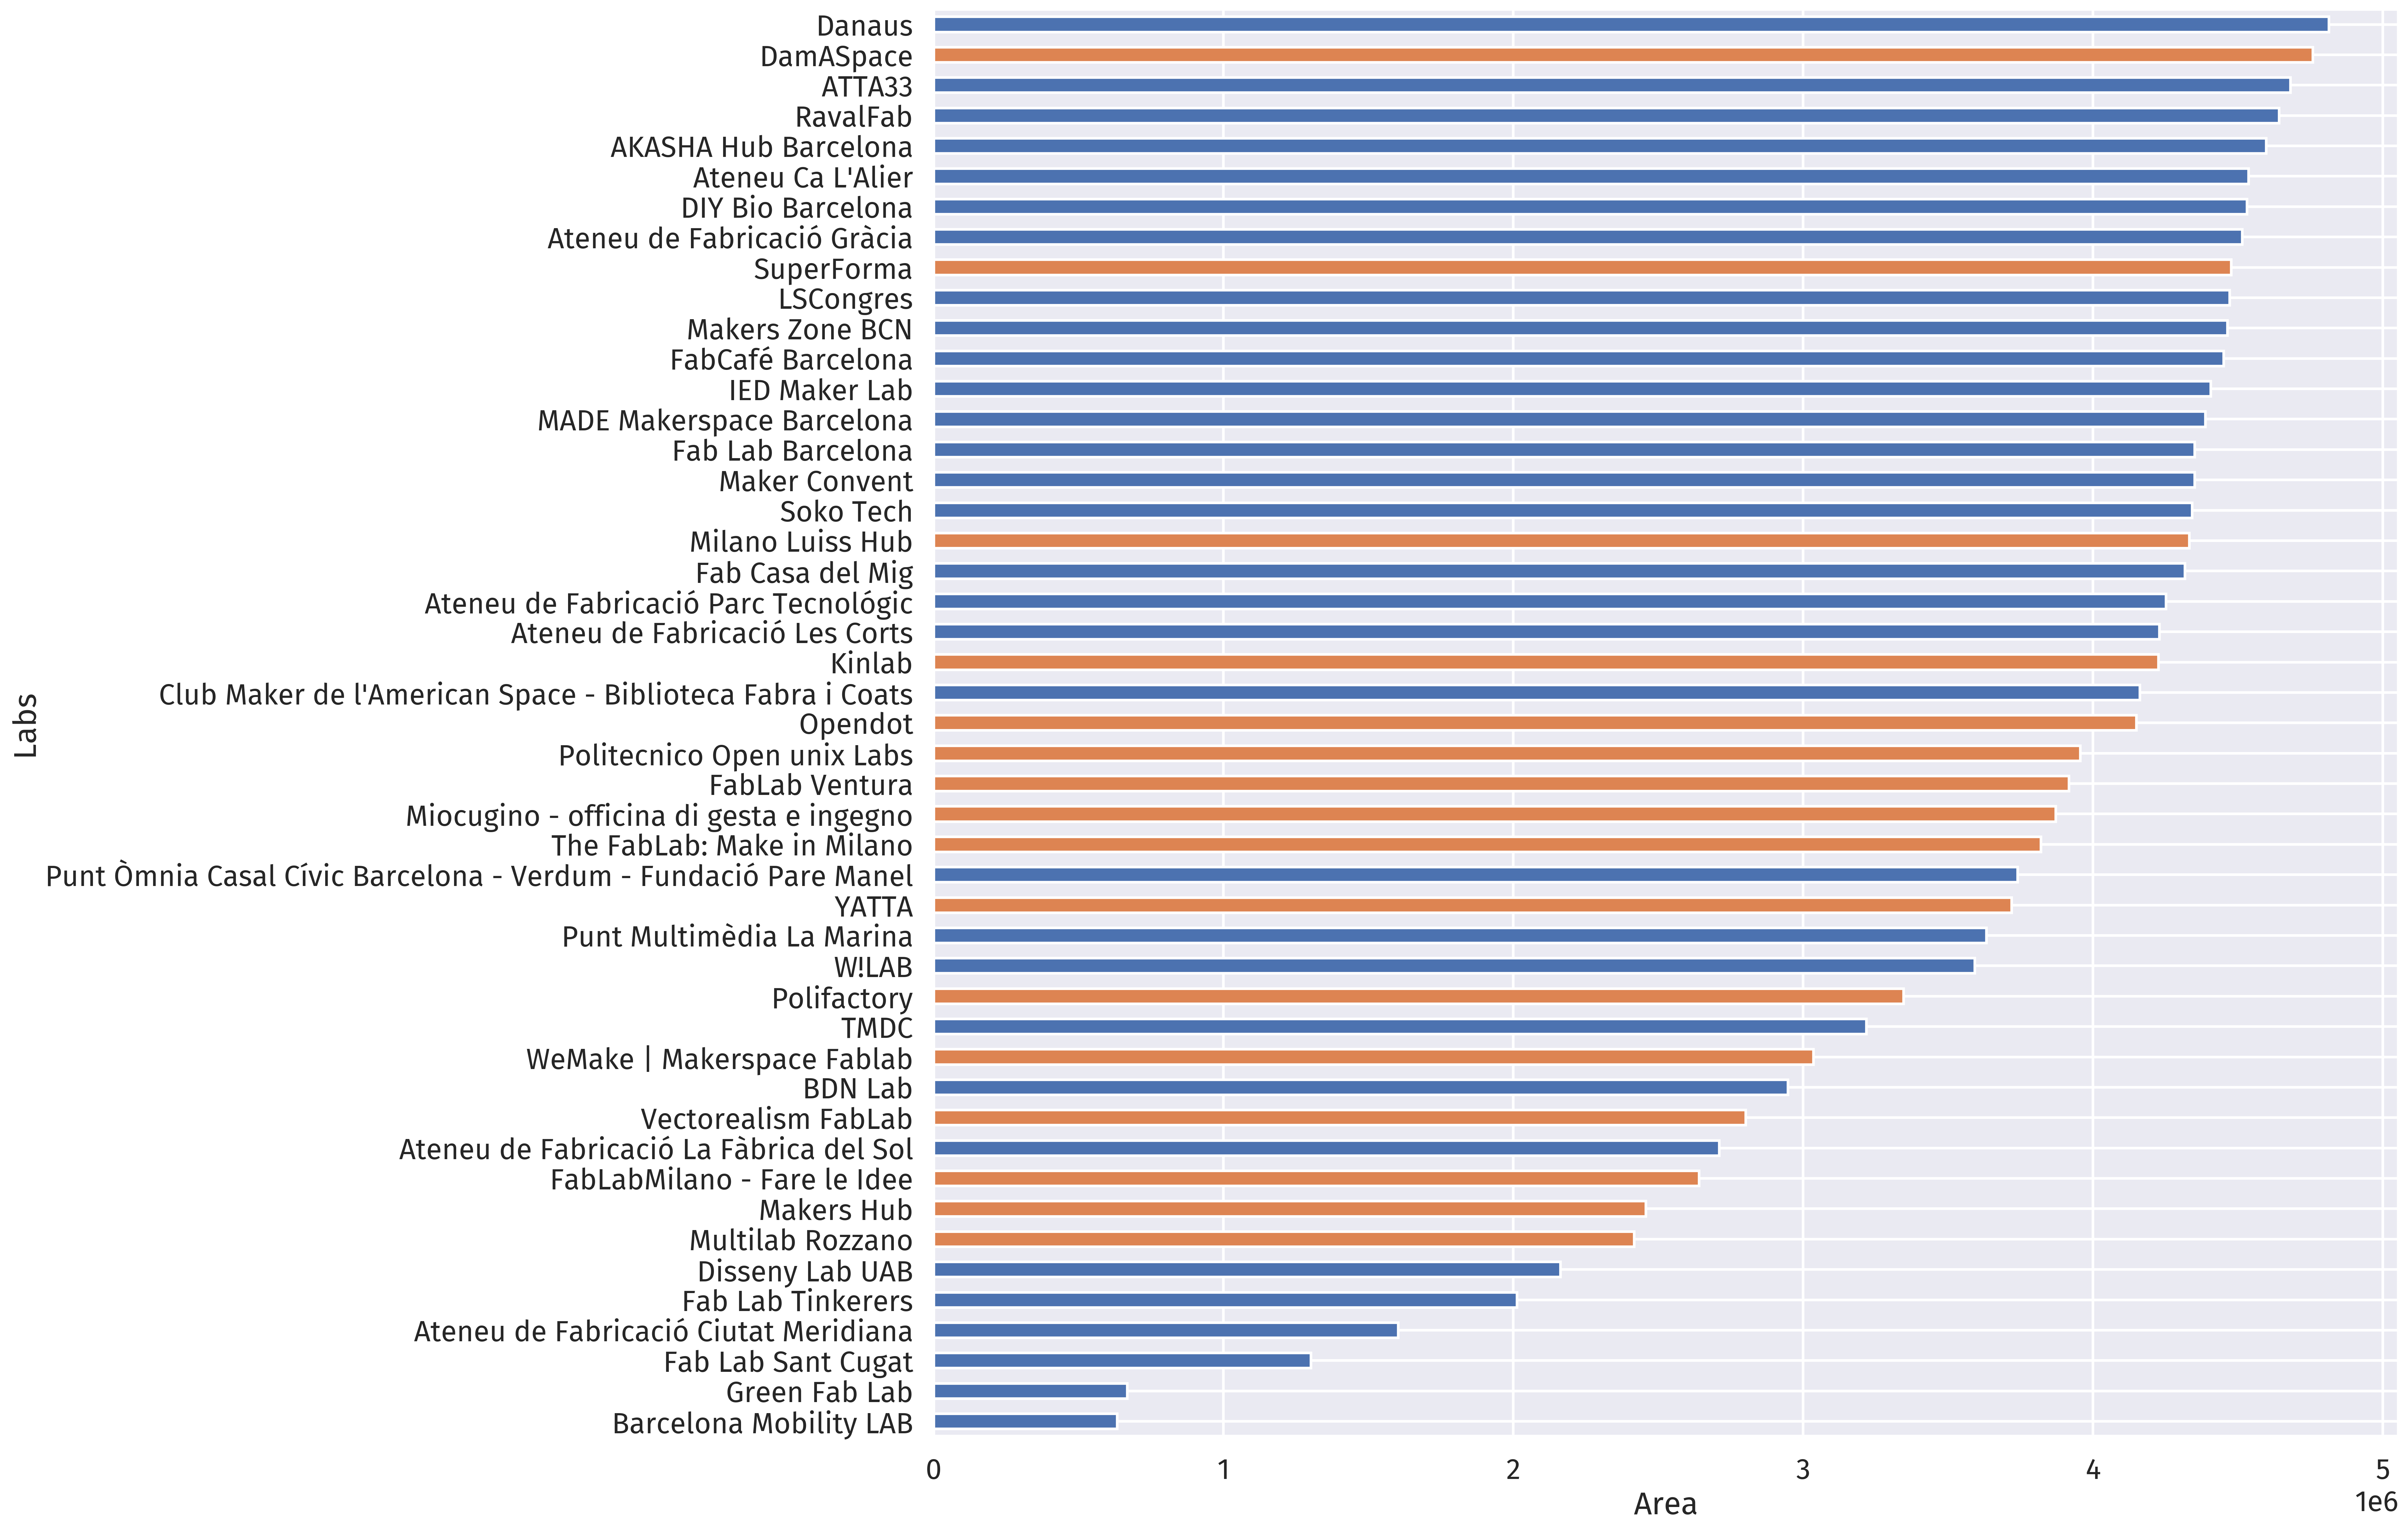 Danaus
DamASpace
ATTA33
RavalFab
AKASHA Hub Barcelona
Ateneu Ca L'Alier
DIY Bio Barcelona
Ateneu de Fabricació Gràcia
SuperForma
LSCongres
Makers Zone BCN
FabCafé Barcelona
IED Maker Lab
MADE Makerspace Barcelona
Fab Lab Barcelona
Maker Convent
Soko Tech
Milano Luiss Hub
Fab Casa del Mig
Ateneu de Fabricació Parc Tecnológic
Ateneu de Fabricació Les Corts
Kinlab
Club Maker de l'American Space - Biblioteca Fabra i Coats
Opendot
Politecnico Open unix Labs
FabLab Ventura
Miocugino - officina di gesta e ingegno
The FabLab: Make in Milano
Punt Òmnia Casal Cívic Barcelona - Verdum - Fundació Pare Manel
YATTA
Punt Multimèdia La Marina
W!LAB
Polifactory
TMDC
WeMake | Makerspace Fablab
BDN Lab
Vectorealism FabLab
Ateneu de Fabricació La Fàbrica del Sol
FabLabMilano - Fare le Idee
Makers Hub
Multilab Rozzano
Disseny Lab UAB
Fab Lab Tinkerers
Ateneu de Fabricació Ciutat Meridiana
Fab Lab Sant Cugat
Green Fab Lab
Barcelona Mobility LAB
Labs
0 1 2 3 4 5
Area
1e6